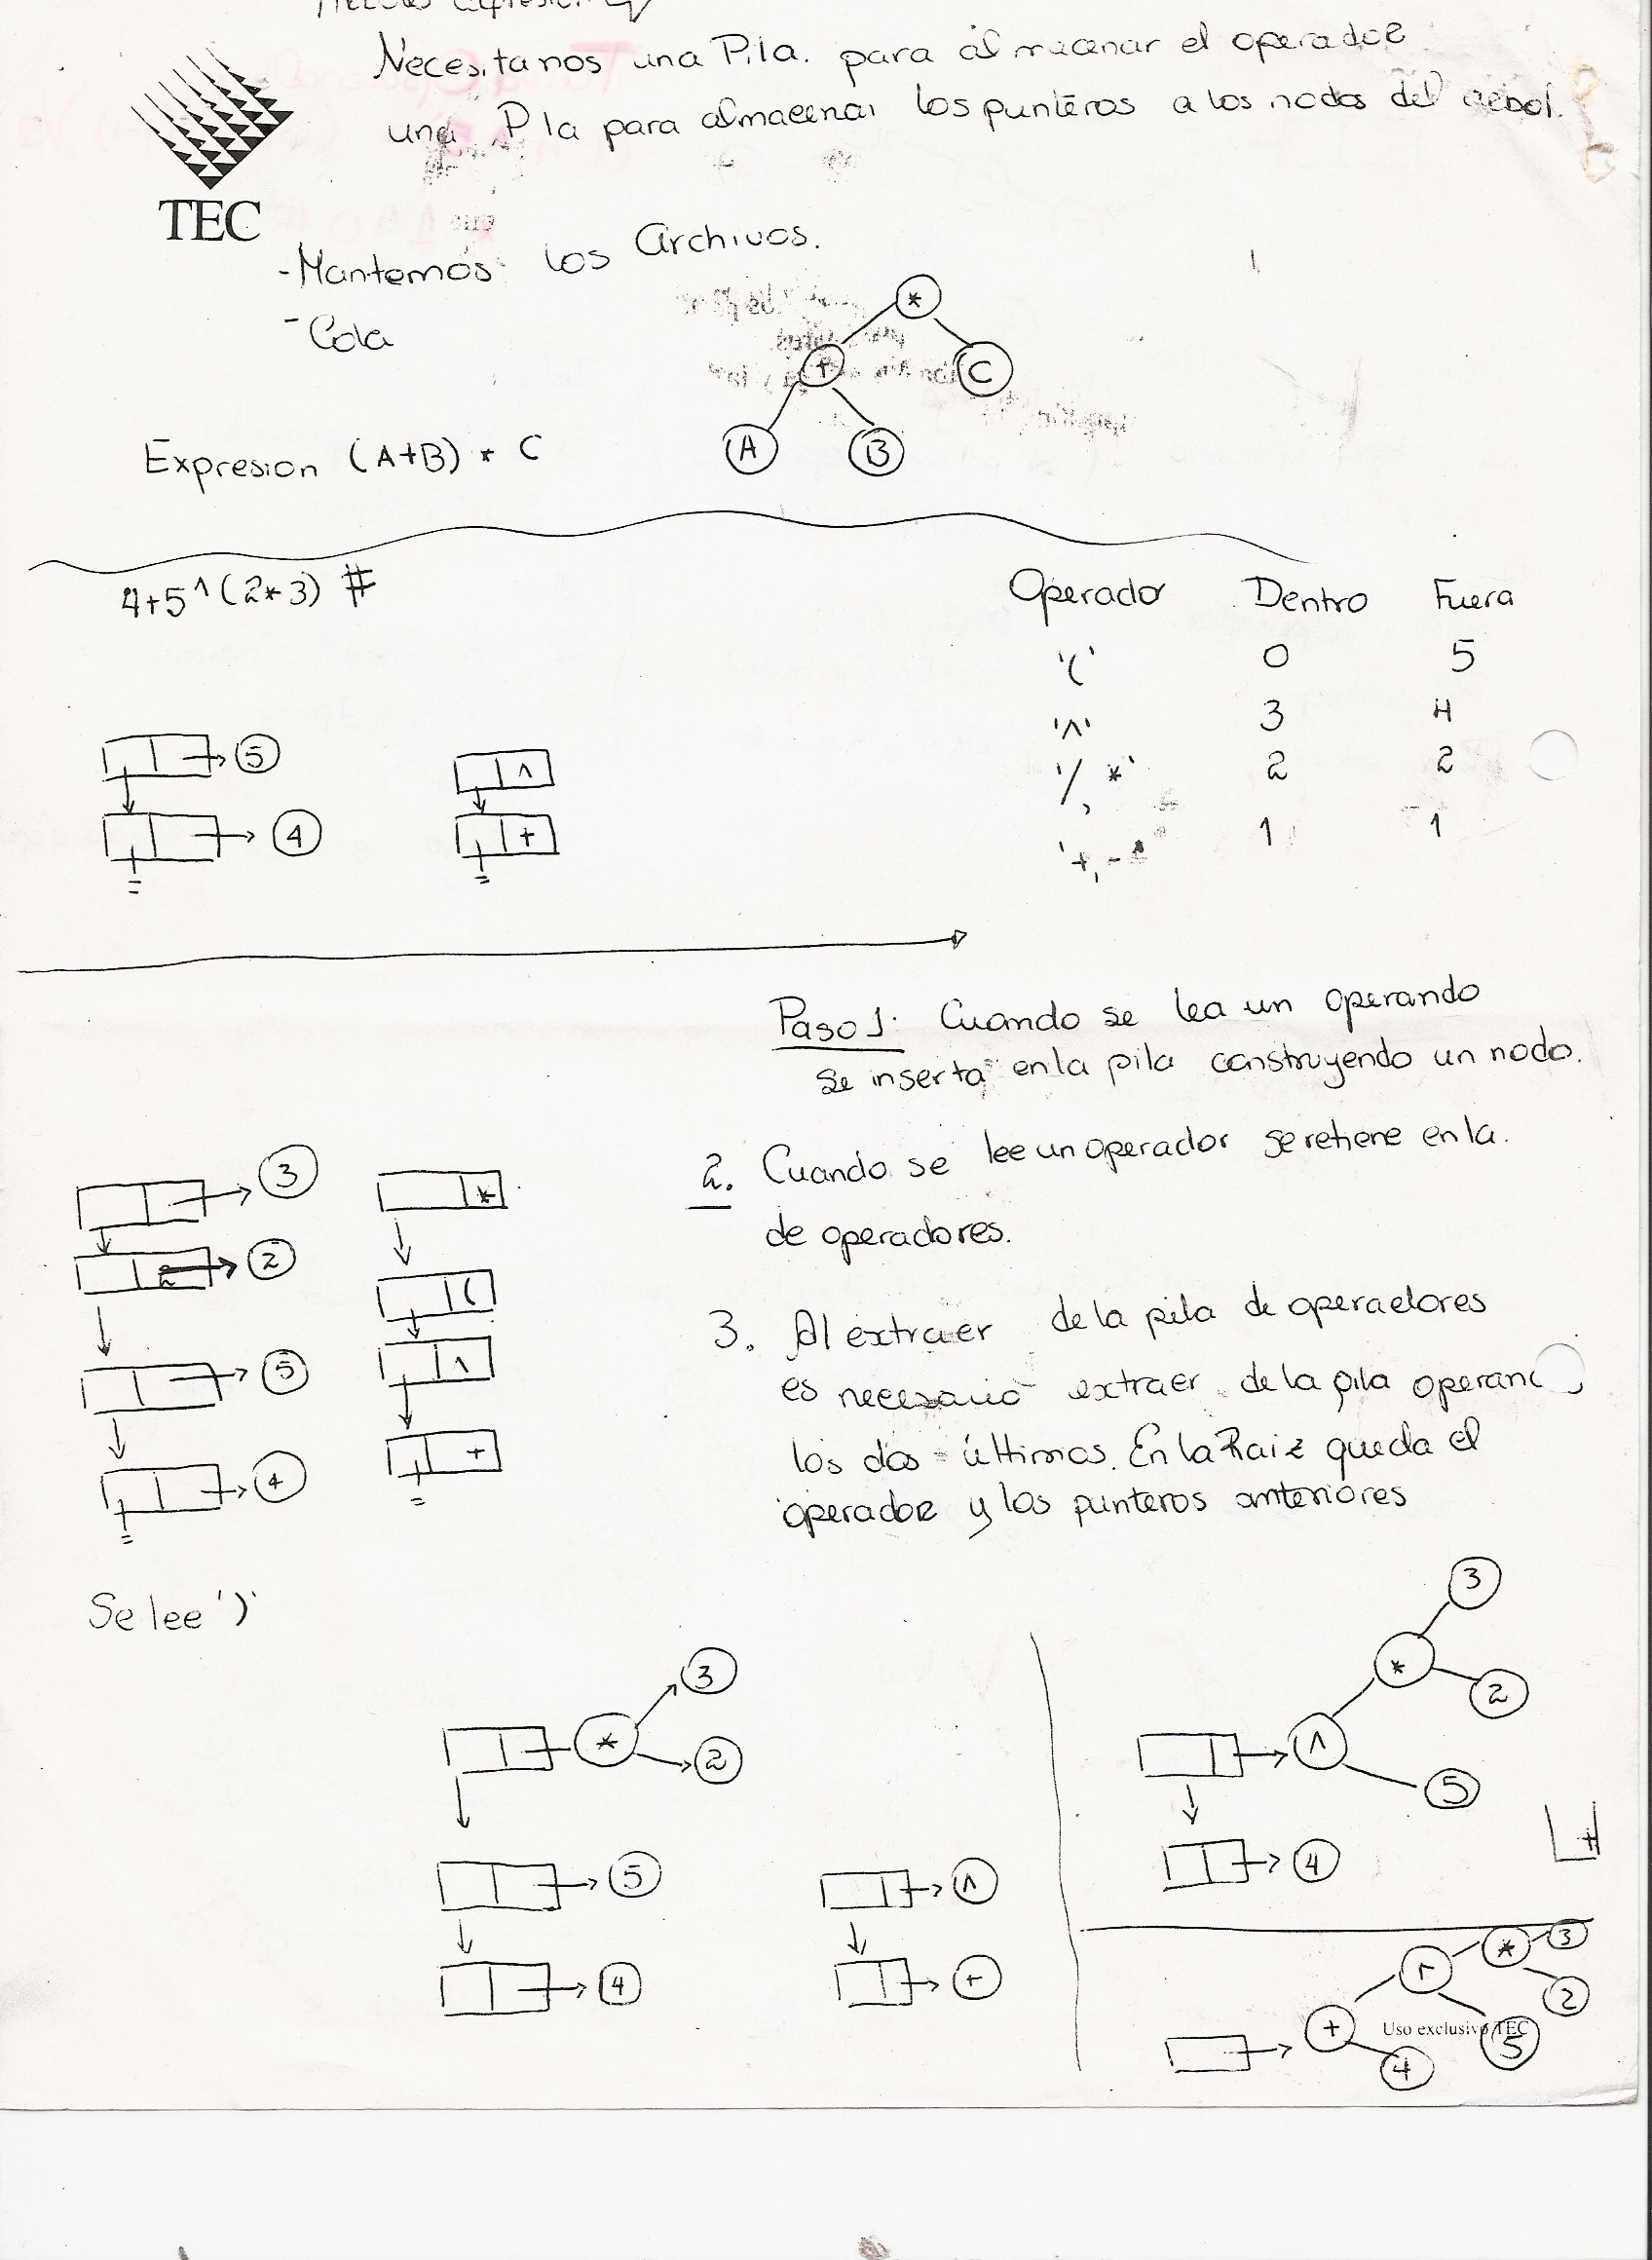 Necesitamos una Pila. para almacenar el operador
una Pila para almacenar los punteros a los nodos del arbol.
TEC
- Mantemos los Archivos.
- Cola
*
+ C
A B
Expresion (A+B) * C
4+5^(2*3) #
Operador Dentro Fuera
'(' 0 5
'^' 3 4
'/, *' 2 2
'+, -' 1 1
5 ^
4 +
Paso 1: Cuando se lea un operando
se inserta en la pila construyendo un nodo.
2. Cuando se lee un operador se retiene en la.
de operadores.
3 *
2 (
5 ^
4 +
3. Al extraer de la pila de operadores
es necesario extraer de la pila
los dos últimos. En la Raiz queda el
operador y los punteros anteriores
Se lee ')'
3
* 2
5 ^
4 +
3
* 2
^ 5
4 +
* 3
2
+ 4 5
Uso exclusivo TEC